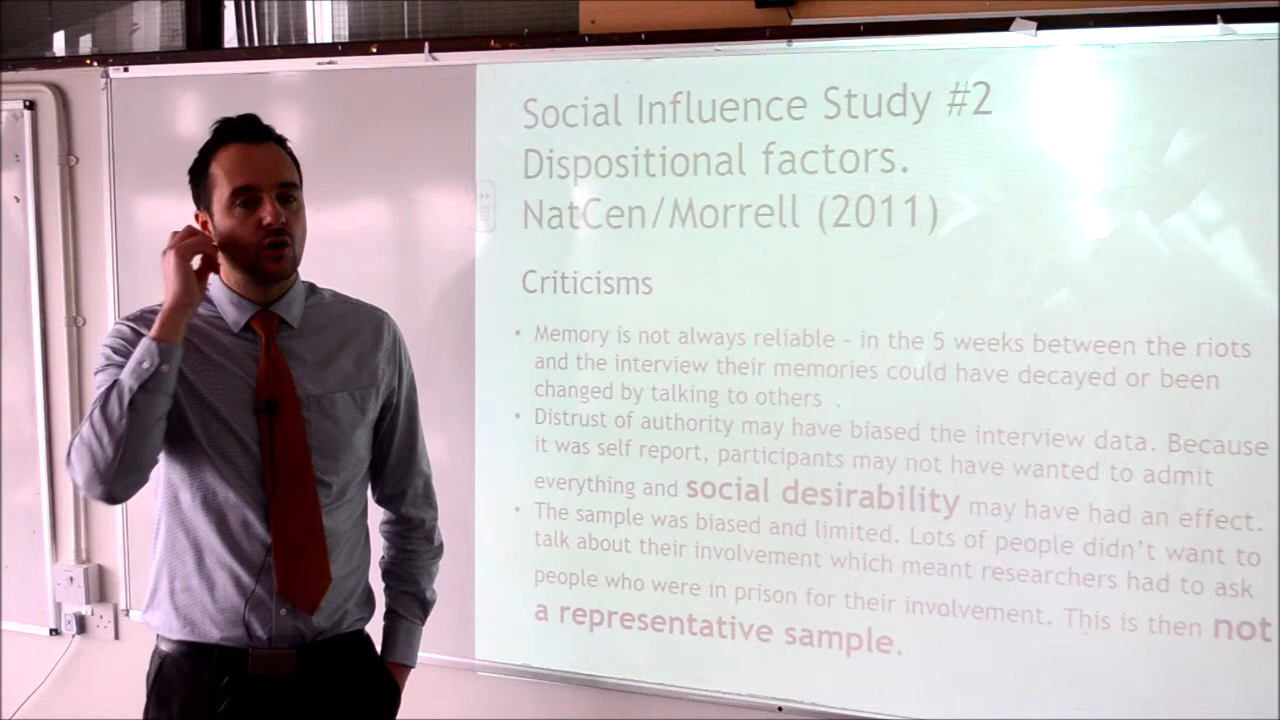 Social Influence Study #2
Dispositional factors.
NatCen/Morrell (2011)
Criticisms
• Memory is not always reliable - in the 5 weeks between the riots
and the interview their memories could have decayed or been
changed by talking to others .
• Distrust of authority may have biased the interview data. Because
it was self report, participants may not have wanted to admit
everything and social desirability may have had an effect.
• The sample was biased and limited. Lots of people didn't want to
talk about their involvement which meant researchers had to ask
people who were in prison for their involvement. This is then not
a representative sample.